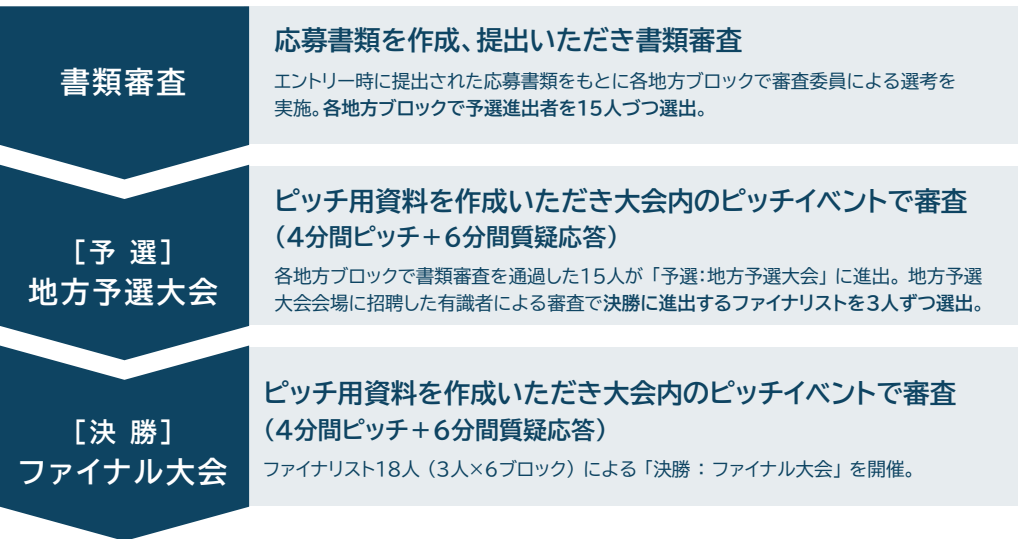 書類審査
応募書類を作成、提出いただき書類審査
エントリー時に提出された応募書類をもとに各地方ブロックで審査委員による選考を
実施。各地方ブロックで予選進出者を15人づつ選出。
［予 選］
地方予選大会
ピッチ用資料を作成いただき大会内のピッチイベントで審査
（4分間ピッチ＋6分間質疑応答）
各地方ブロックで書類審査を通過した15人が「予選：地方予選大会」に進出。地方予選
大会会場に招聘した有識者による審査で決勝に進出するファイナリストを3人ずつ選出。
［決 勝］
ファイナル大会
ピッチ用資料を作成いただき大会内のピッチイベントで審査
（4分間ピッチ＋6分間質疑応答）
ファイナリスト18人（3人×6ブロック）による「決勝：ファイナル大会」を開催。